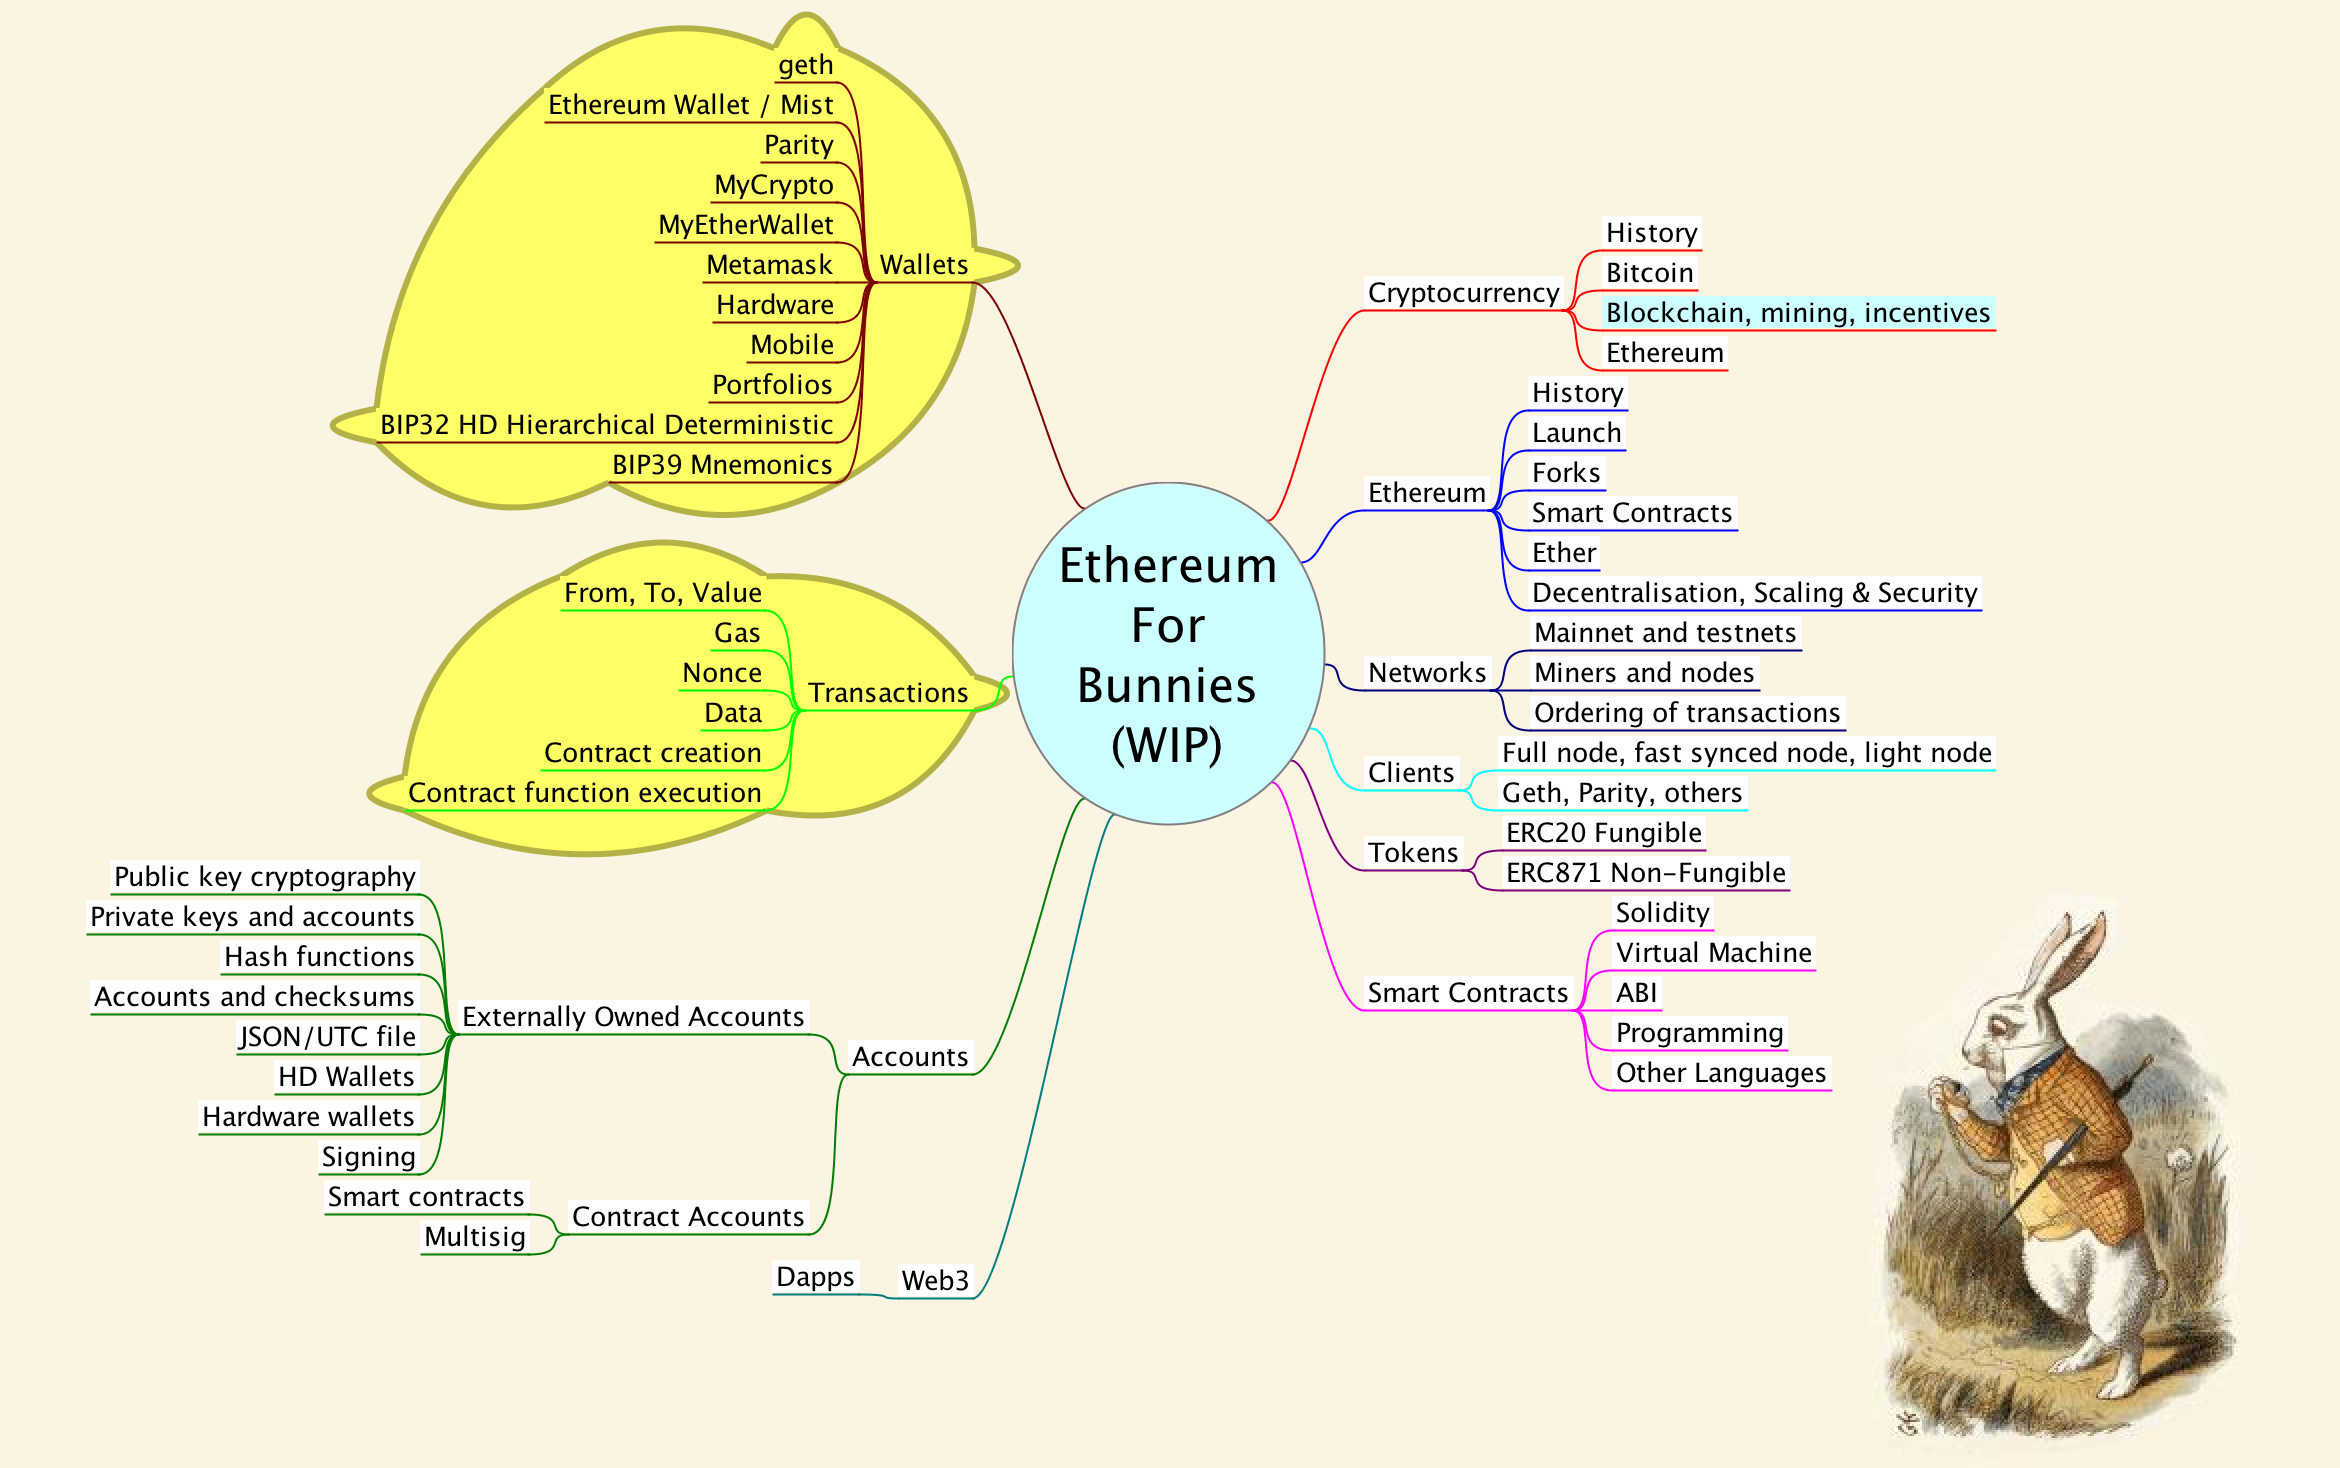 Ethereum
For
Bunnies
(WIP)
Wallets
geth
Ethereum Wallet / Mist
Parity
MyCrypto
MyEtherWallet
Metamask
Hardware
Mobile
Portfolios
BIP32 HD Hierarchical Deterministic
BIP39 Mnemonics
Transactions
From, To, Value
Gas
Nonce
Data
Contract creation
Contract function execution
Accounts
Externally Owned Accounts
Public key cryptography
Private keys and accounts
Hash functions
Accounts and checksums
JSON/UTC file
HD Wallets
Hardware wallets
Signing
Contract Accounts
Smart contracts
Multisig
Web3
Dapps
Cryptocurrency
History
Bitcoin
Blockchain, mining, incentives
Ethereum
Ethereum
History
Launch
Forks
Smart Contracts
Ether
Decentralisation, Scaling & Security
Networks
Mainnet and testnets
Miners and nodes
Ordering of transactions
Clients
Full node, fast synced node, light node
Geth, Parity, others
Tokens
ERC20 Fungible
ERC871 Non-Fungible
Smart Contracts
Solidity
Virtual Machine
ABI
Programming
Other Languages